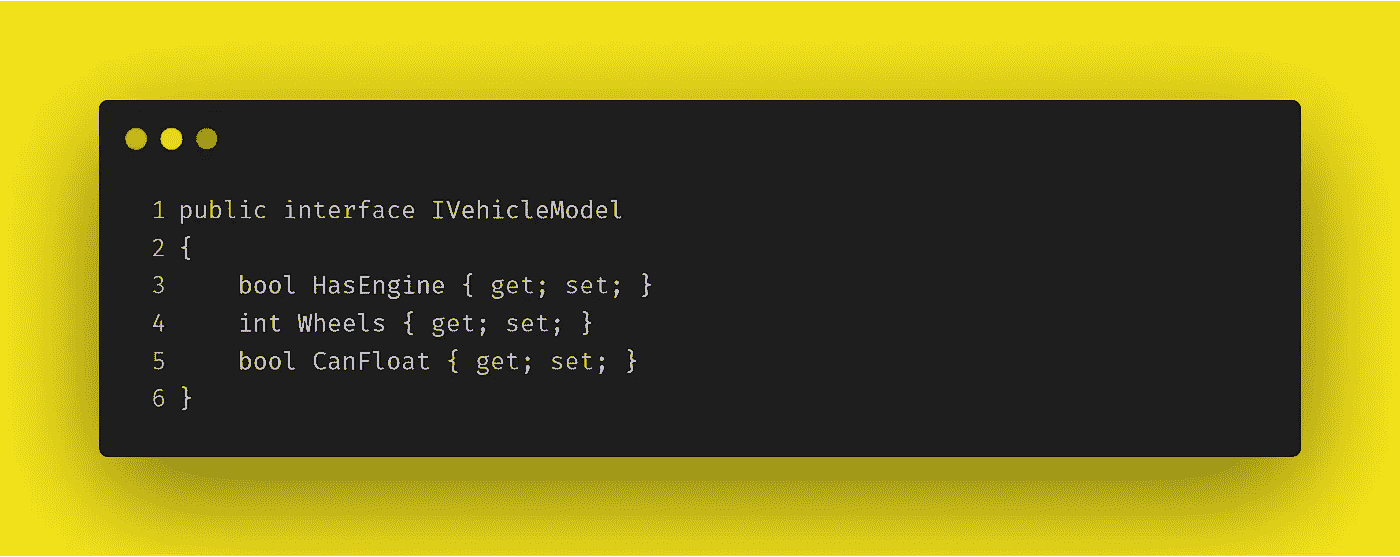 1 public interface IVehicleModel
2 {
3     bool HasEngine { get; set; }
4     int Wheels { get; set; }
5     bool CanFloat { get; set; }
6 }